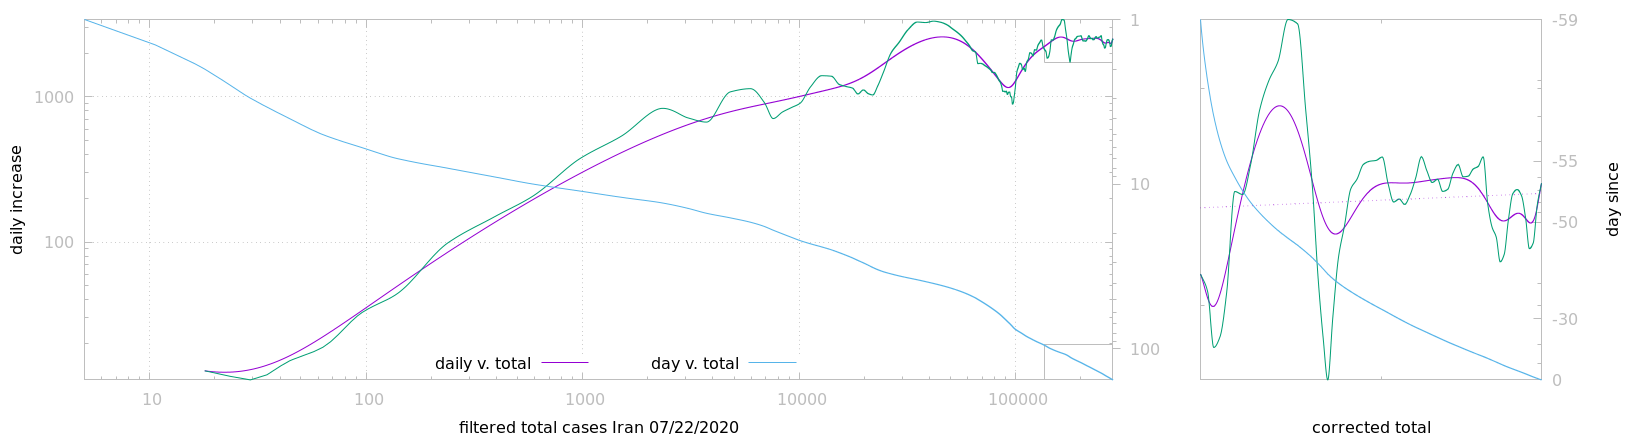 daily increase
1000
100
daily v. total
day v. total
10
100
1000
10000
100000
filtered total cases Iran 07/22/2020
1
10
100
-59
-55
-50
-30
0
day since
corrected total